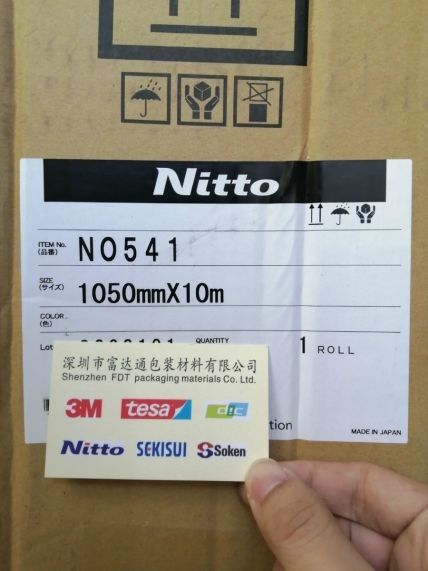 Nitto
ITEM No.
(品番)
NO541
SIZE
(サイズ)
1050mmX10m
COLOR
(色)
Lot
QUANTITY
1 ROLL
深圳市富达通包装材料有限公司
Shenzhen FDT packaging materials Co. Ltd.
3M tesa dic
Nitto SEKISUI Soken
MADE IN JAPAN